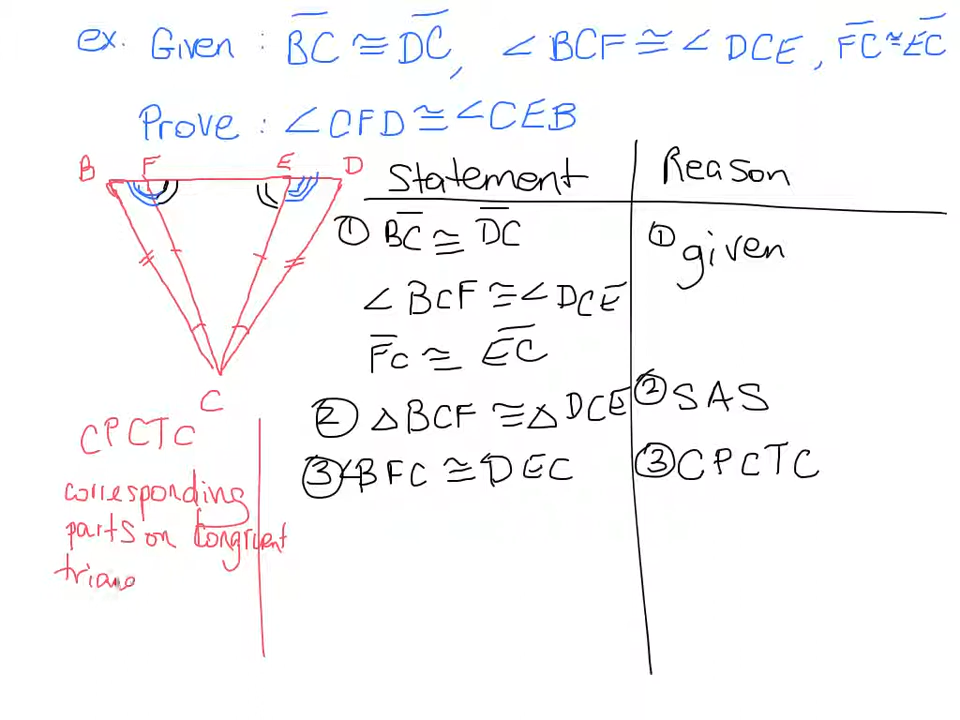 ex. Given : BC ≅ DC, ∠BCF ≅ ∠DCE, FC ≅ EC
Prove : ∠CFD ≅ ∠CEB
B F E D
C
Statement Reason
① BC ≅ DC ① given
∠BCF ≅ ∠DCE
FC ≅ EC
② △BCF ≅ △DCE ② SAS
③ ∠BFC ≅ DEC ③ CPCTC
CPCTC
corresponding
parts on congruent
triang